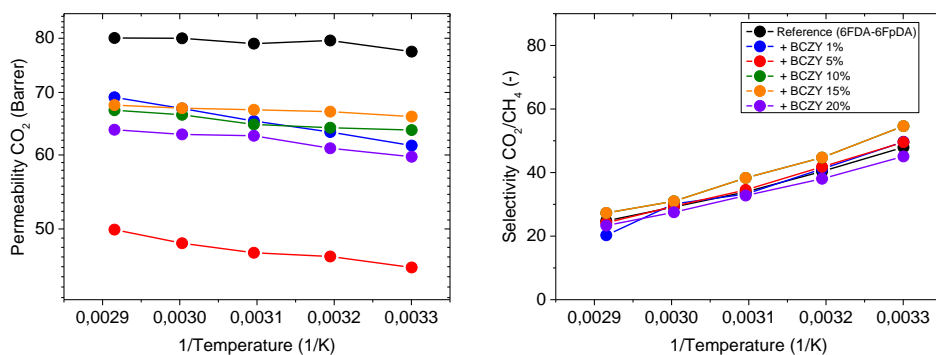 80
70
60
50
Permeability CO₂ (Barrer)
0,0029 0,0030 0,0031 0,0032 0,0033
1/Temperature (1/K)
80
60
40
20
0
Selectivity CO₂/CH₄ (-)
Reference (6FDA-6FpDA)
+ BCZY 1%
+ BCZY 5%
+ BCZY 10%
+ BCZY 15%
+ BCZY 20%
0,0029 0,0030 0,0031 0,0032 0,0033
1/Temperature (1/K)